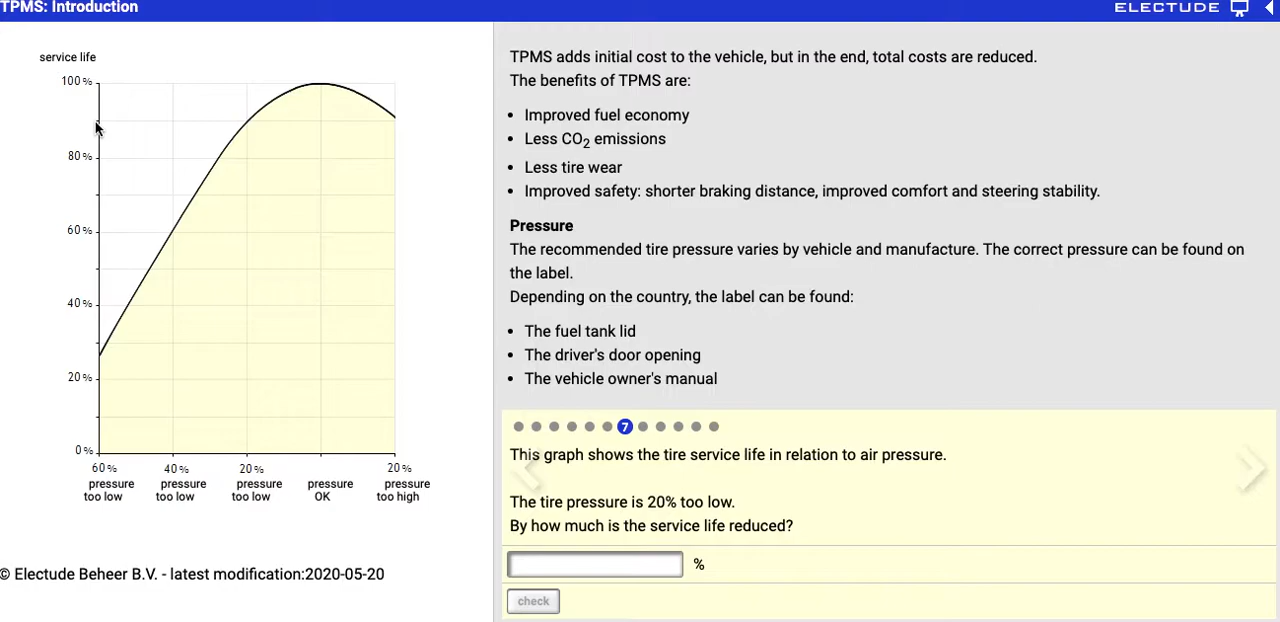 TPMS: Introduction
ELECTUDE
service life
100 %
80 %
60 %
40 %
20 %
0 %
60 % 40 % 20 % 20 %
pressure pressure pressure pressure pressure
too low too low too low OK too high
© Electude Beheer B.V. - latest modification:2020-05-20
TPMS adds initial cost to the vehicle, but in the end, total costs are reduced.
The benefits of TPMS are:
• Improved fuel economy
• Less CO2 emissions
• Less tire wear
• Improved safety: shorter braking distance, improved comfort and steering stability.
Pressure
The recommended tire pressure varies by vehicle and manufacture. The correct pressure can be found on
the label.
Depending on the country, the label can be found:
• The fuel tank lid
• The driver's door opening
• The vehicle owner's manual
7
This graph shows the tire service life in relation to air pressure.
The tire pressure is 20% too low.
By how much is the service life reduced?
%
check